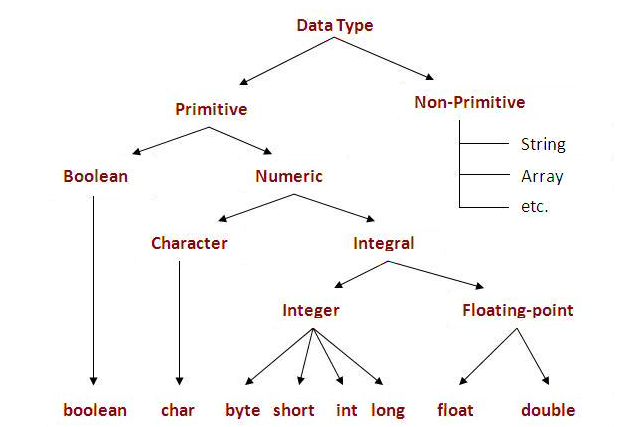 Data Type
Primitive
Non-Primitive
String
Boolean
Numeric
Array
etc.
Character
Integral
Integer
Floating-point
boolean
char
byte
short
int
long
float
double